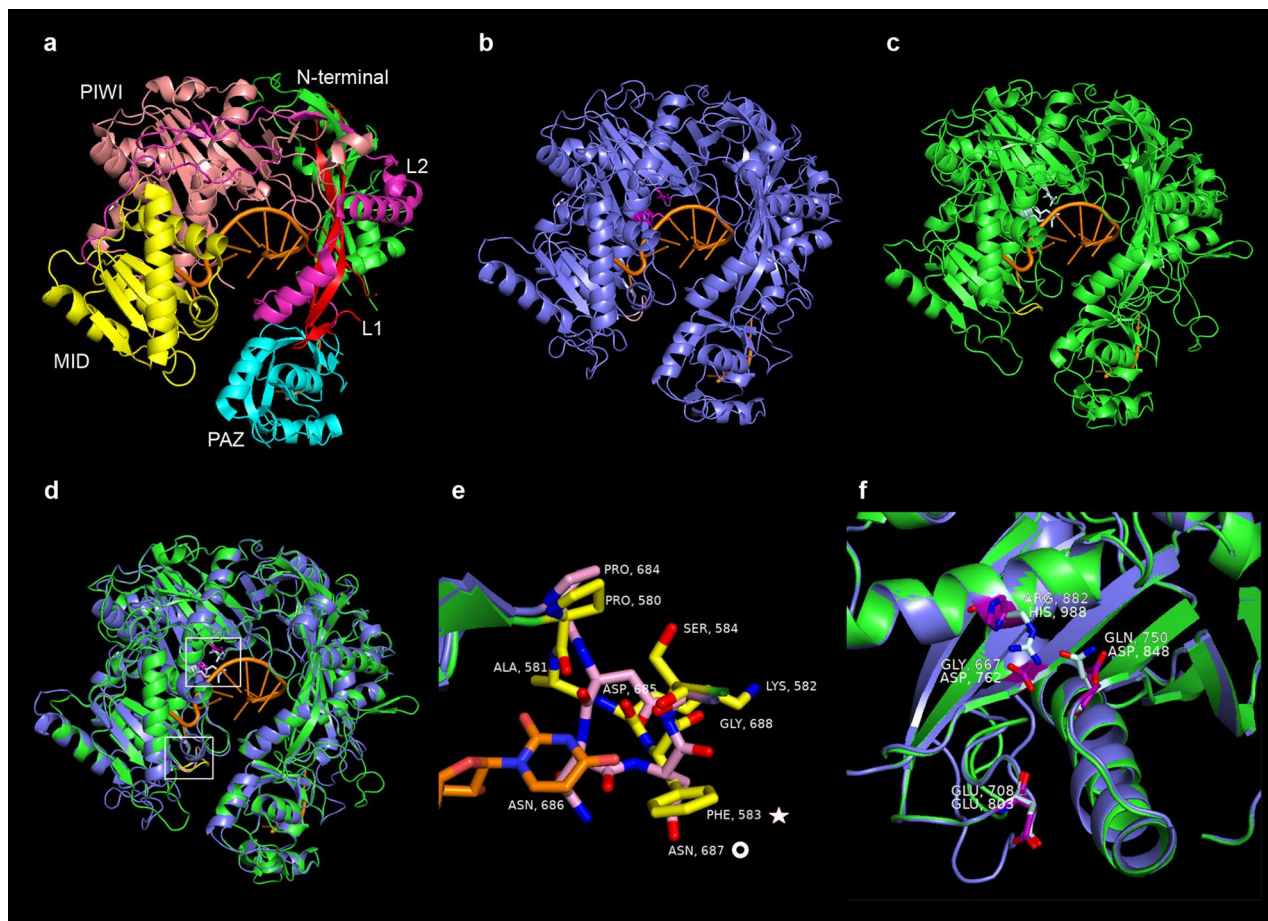 a
b
c
N-terminal
PIWI
L2
L1
MID
PAZ
d
e
f
PRO, 684
PRO, 580
SER, 584
ALA, 581
ASP, 685
LYS, 582
GLY, 688
ASN, 686
PHE, 583
ASN, 687
ARG, 882
HIS, 988
GLN, 750
ASP, 848
GLY, 667
ASP, 762
GLU, 708
GLU, 803